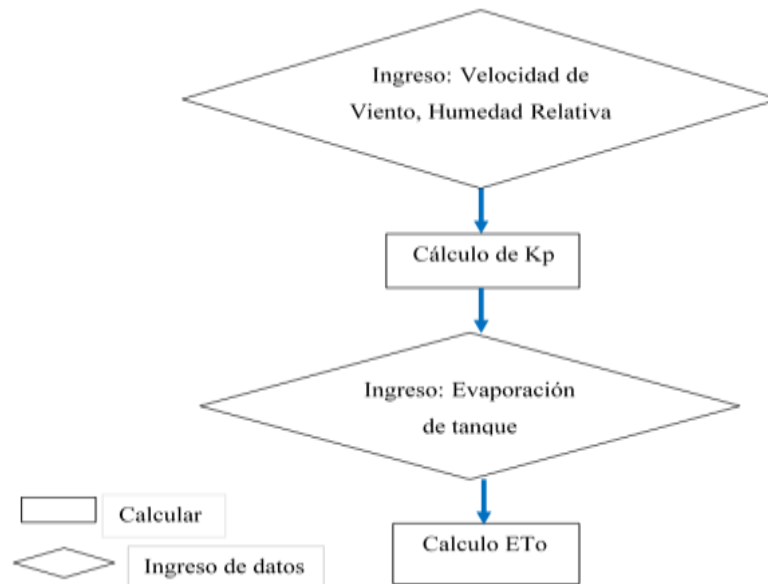 Ingreso: Velocidad de
Viento, Humedad Relativa
Cálculo de Kp
Ingreso: Evaporación
de tanque
Calcular
Calculo ETo
Ingreso de datos